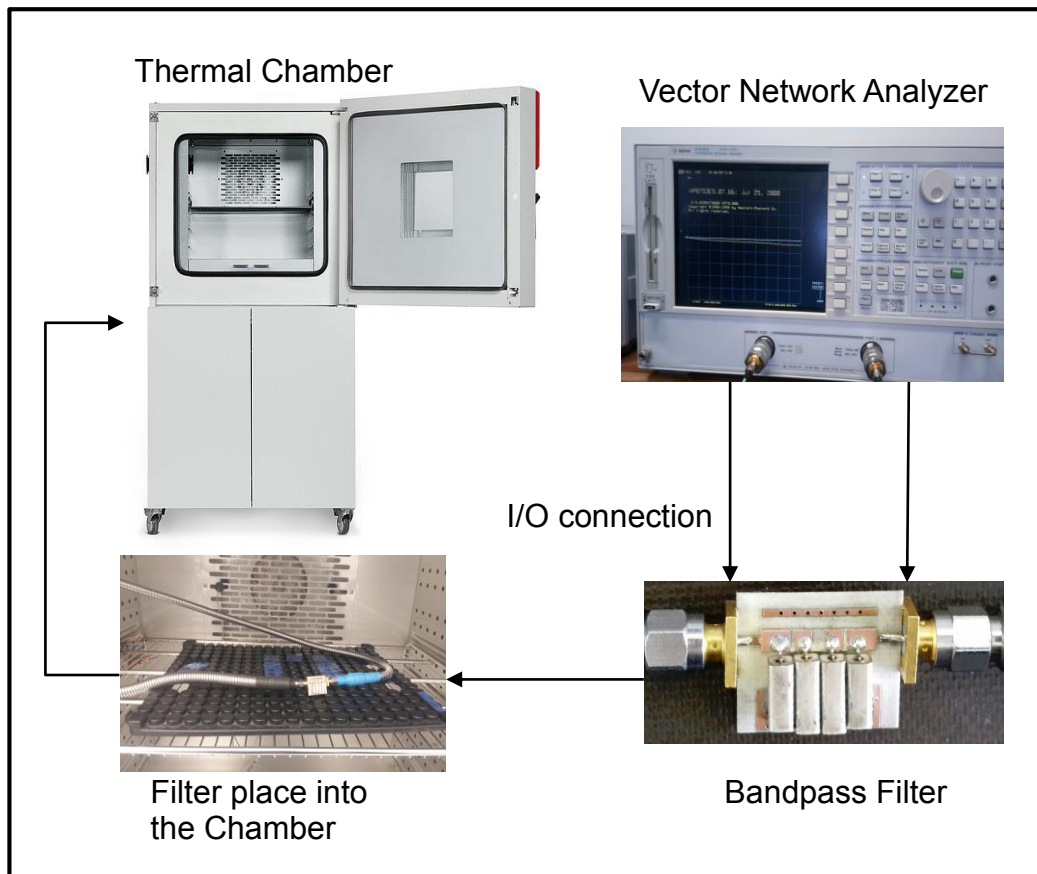 Thermal Chamber
Vector Network Analyzer
I/O connection
Filter place into
the Chamber
Bandpass Filter